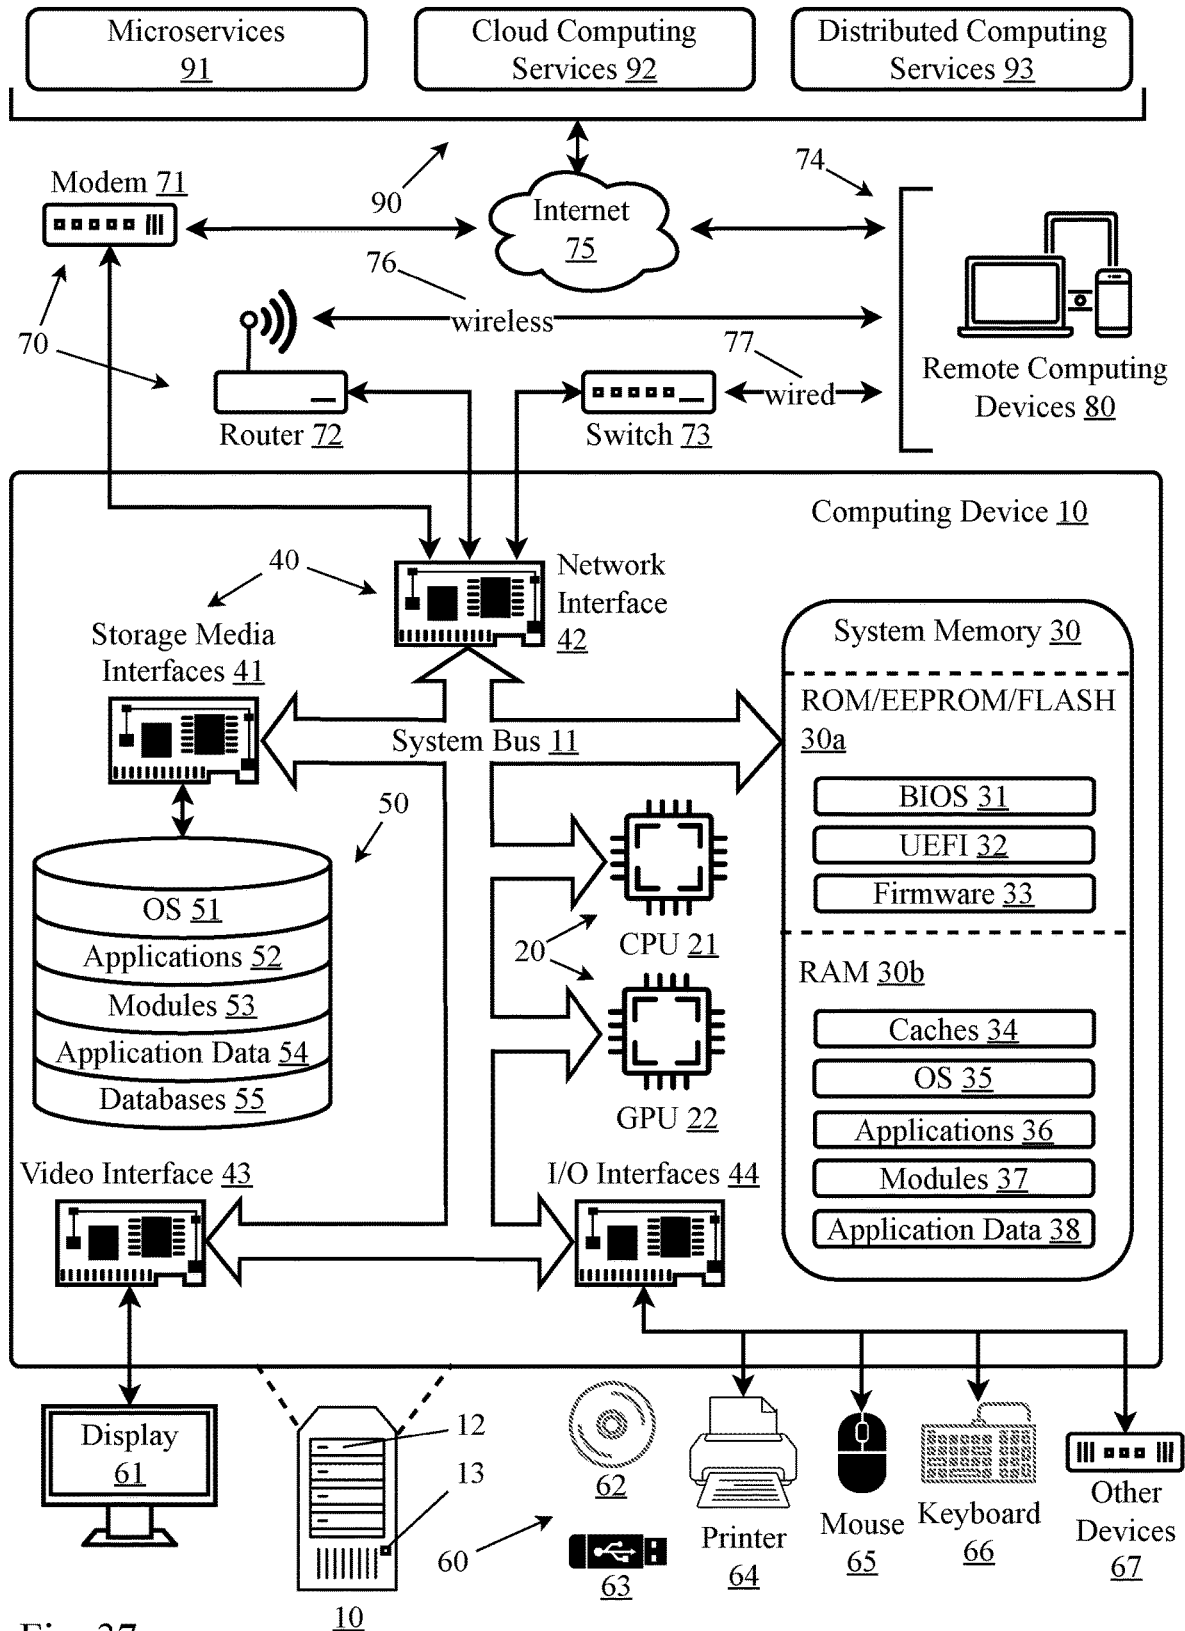 Microservices
91
Cloud Computing
Services 92
Distributed Computing
Services 93
74
Modem 71
90
Internet
75
76
wireless
70
77
wired
Remote Computing
Devices 80
Router 72
Switch 73
Computing Device 10
40
Network
Interface
42
Storage Media
Interfaces 41
System Memory 30
ROM/EEPROM/FLASH
30a
System Bus 11
BIOS 31
UEFI 32
Firmware 33
50
OS 51
Applications 52
Modules 53
Application Data 54
Databases 55
20
CPU 21
GPU 22
RAM 30b
Caches 34
OS 35
Applications 36
Modules 37
Application Data 38
Video Interface 43
I/O Interfaces 44
Display
61
12
13
62
60
63
Printer
64
Mouse
65
Keyboard
66
Other
Devices
67
10
Fig. 37